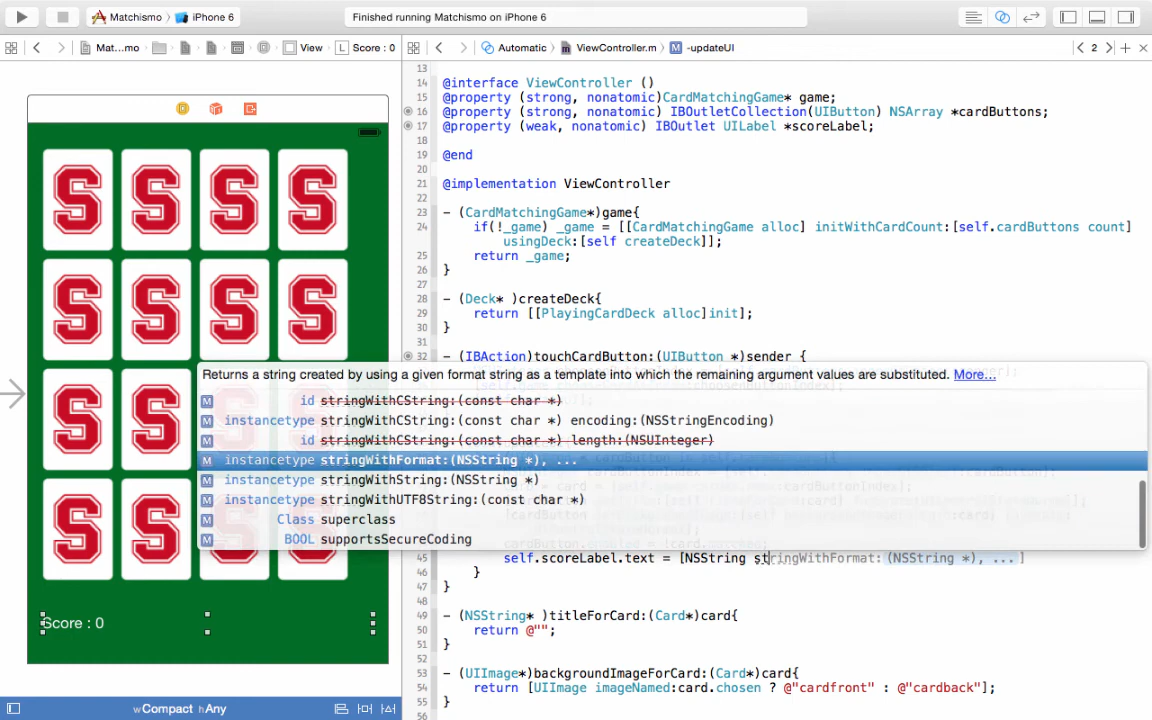 Matchismo iPhone 6
Finished running Matchismo on iPhone 6
Mat...mo View L Score : 0
Automatic ViewController.m M -updateUI 2
S S S S
S S S S
S S
S S
Score : 0
wCompact hAny
13
14 @interface ViewController ()
15 @property (strong, nonatomic)CardMatchingGame* game;
16 @property (strong, nonatomic) IBOutletCollection(UIButton) NSArray *cardButtons;
17 @property (weak, nonatomic) IBOutlet UILabel *scoreLabel;
18
19 @end
20
21 @implementation ViewController
22
23 - (CardMatchingGame*)game{
24 if(!_game) _game = [[CardMatchingGame alloc] initWithCardCount:[self.cardButtons count]
usingDeck:[self createDeck]];
25 return _game;
26 }
27
28 - (Deck* )createDeck{
29 return [[PlayingCardDeck alloc]init];
30 }
31
32 - (IBAction)touchCardButton:(UIButton *)sender {
Returns a string created by using a given format string as a template into which the remaining argument values are substituted. More...
M id stringWithCString:(const char *)
M instancetype stringWithCString:(const char *) encoding:(NSStringEncoding)
M id stringWithCString:(const char *) length:(NSUInteger)
M instancetype stringWithFormat:(NSString *), ...
M instancetype stringWithString:(NSString *)
M instancetype stringWithUTF8String:(const char *)
M Class superclass
M BOOL supportsSecureCoding
45 self.scoreLabel.text = [NSString stringWithFormat:(NSString *), ...]
46 }
47 }
48
49 - (NSString* )titleForCard:(Card*)card{
50 return @"";
51 }
52
53 - (UIImage*)backgroundImageForCard:(Card*)card{
54 return [UIImage imageNamed:card.chosen ? @"cardfront" : @"cardback"];
55 }
56